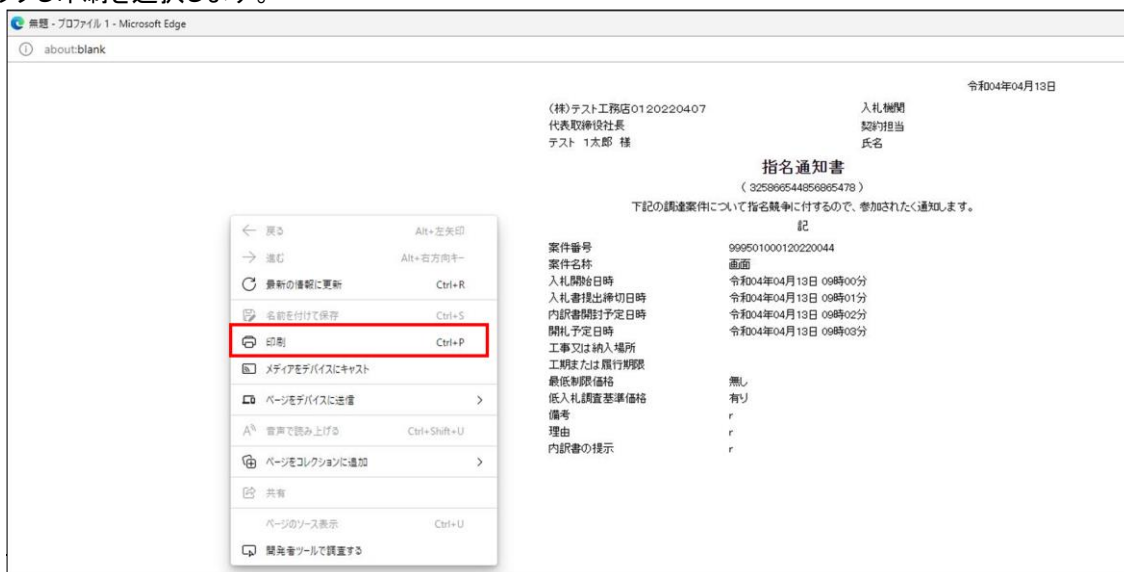 無題 - プロファイル 1 - Microsoft Edge
about:blank
令和04年04月13日
(株)テスト工務店0120220407 入札機関
代表取締役社長 契約担当
テスト 1太郎 様 氏名
指名通知書
( 325866544856865478 )
下記の調達案件について指名競争に付するので、参加されたく通知します。
記
案件番号 999501000120220044
案件名称 画面
入札開始日時 令和04年04月13日 09時00分
入札書提出締切日時 令和04年04月13日 09時01分
内訳書開封予定日時 令和04年04月13日 09時02分
開札予定日時 令和04年04月13日 09時03分
工事又は納入場所
工期または履行期限
最低制限価格 無し
低入札調査基準価格 有り
備考 r
理由 r
内訳書の提示 r
戻る Alt+左矢印
進む Alt+右方向キー
最新の情報に更新 Ctrl+R
名前を付けて保存 Ctrl+S
印刷 Ctrl+P
メディアをデバイスにキャスト
ページをデバイスに送信
音声で読み上げる Ctrl+Shift+U
ページをコレクションに追加
共有
ページのソース表示 Ctrl+U
開発者ツールで調査する